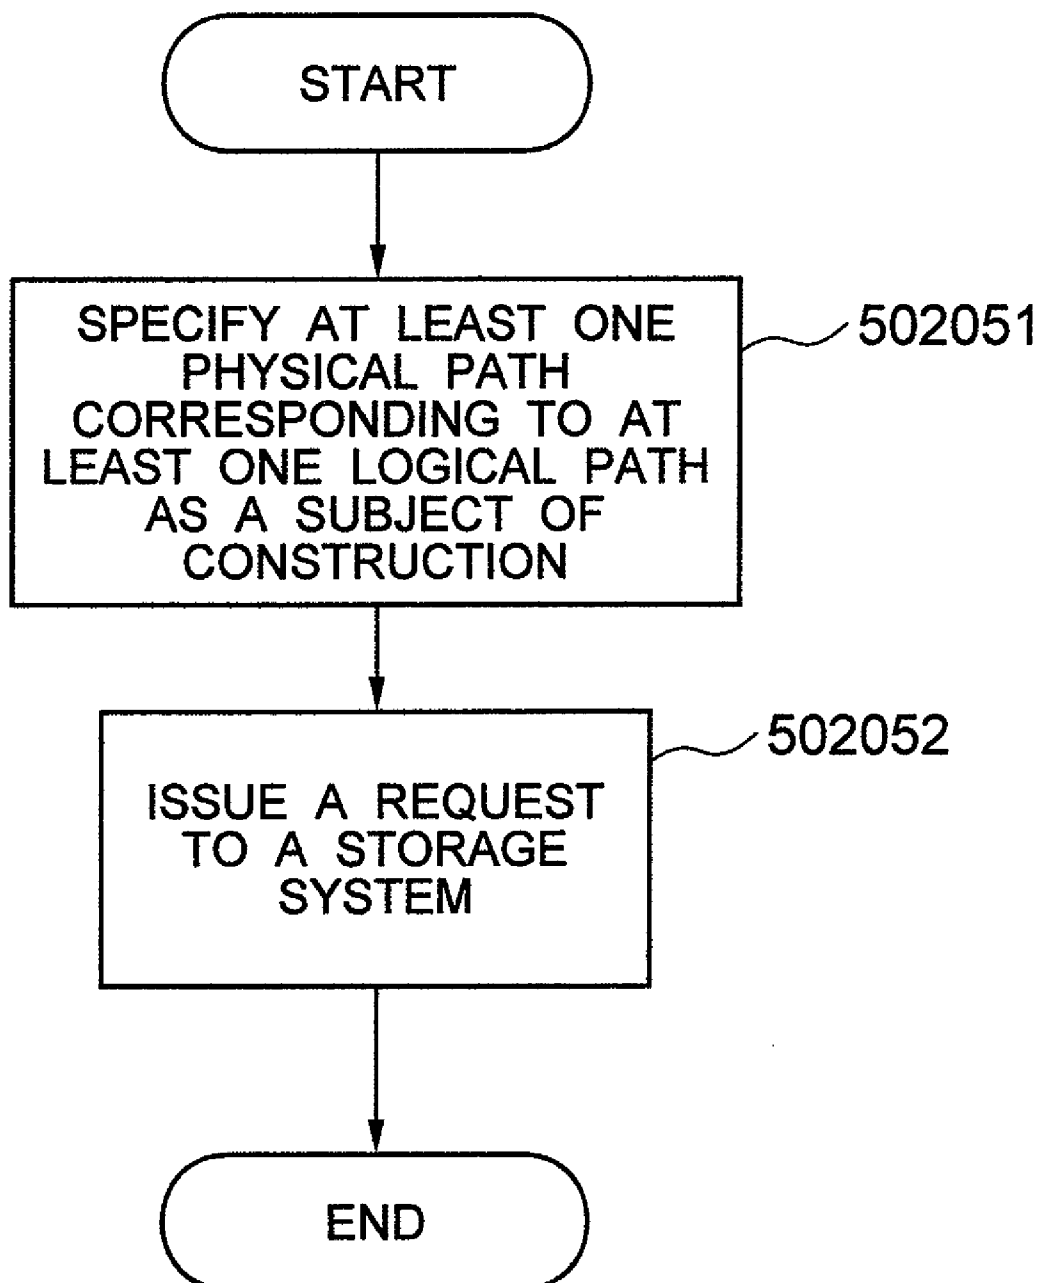 START
SPECIFY AT LEAST ONE
PHYSICAL PATH
CORRESPONDING TO AT
LEAST ONE LOGICAL PATH
AS A SUBJECT OF
CONSTRUCTION
502051
ISSUE A REQUEST
TO A STORAGE
SYSTEM
502052
END